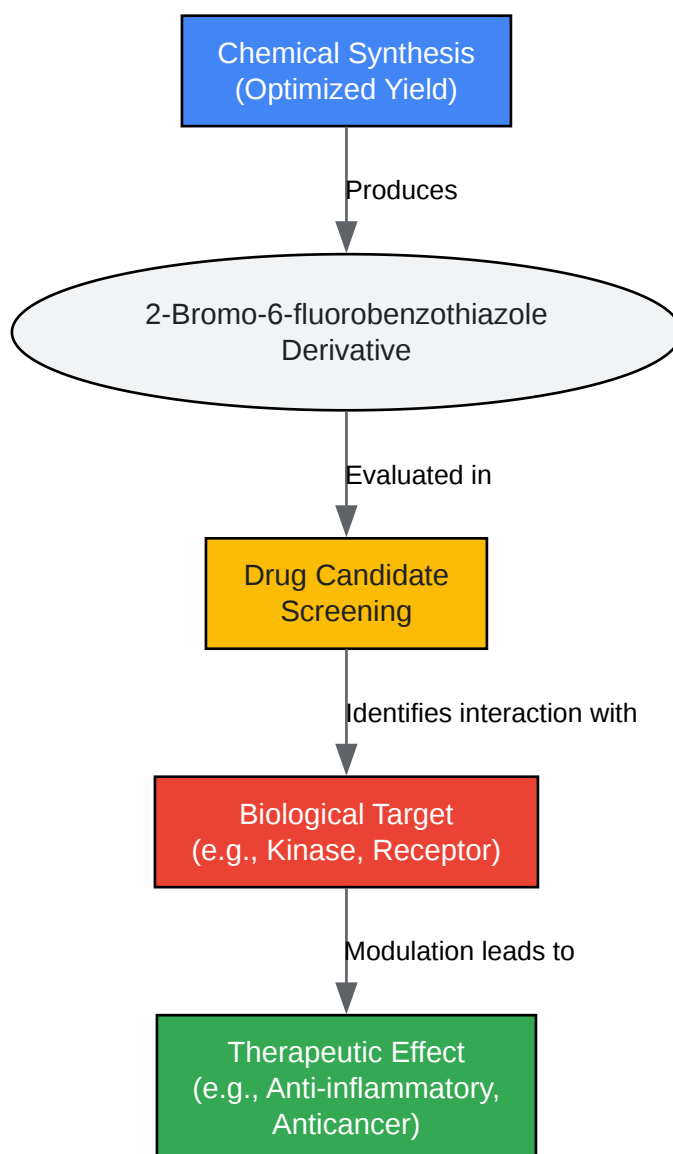 Chemical Synthesis
(Optimized Yield)
Produces
2-Bromo-6-fluorobenzothiazole
Derivative
Evaluated in
Drug Candidate
Screening
Identifies interaction with
Biological Target
(e.g., Kinase, Receptor)
Modulation leads to
Therapeutic Effect
(e.g., Anti-inflammatory,
Anticancer)